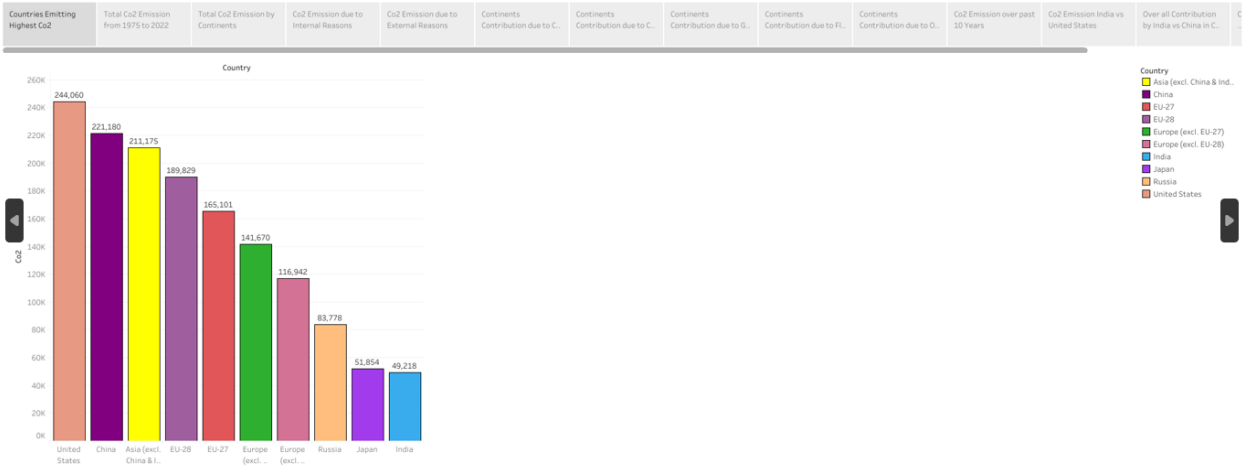 Countries Emitting
Highest Co2
Total Co2 Emission
from 1975 to 2022
Total Co2 Emission by
Continents
Co2 Emission due to
Internal Reasons
Co2 Emission due to
External Reasons
Continents
Contribution due to C..
Continents
Contribution due to C...
Continents
Contribution due to G...
Continents
Contribution due to Fl...
Continents
Contribution due to O...
Co2 Emission over past
10 Years
Co2 Emission India vs
United States
Over all Contribution
by India vs China in C..
C
..
Country
260K
240K
220K
200K
180K
160K
140K
120K
100K
80K
60K
40K
20K
0K
Co2
244,060
221,180
211,175
189,829
165,101
141,670
116,942
83,778
51,854
49,218
United
States
China
Asia (excl.
China & I..
EU-28
EU-27
Europe
(excl. ..
Europe
(excl. ..
Russia
Japan
India
Country
Asia (excl. China & Ind..
China
EU-27
EU-28
Europe (excl. EU-27)
Europe (excl. EU-28)
India
Japan
Russia
United States